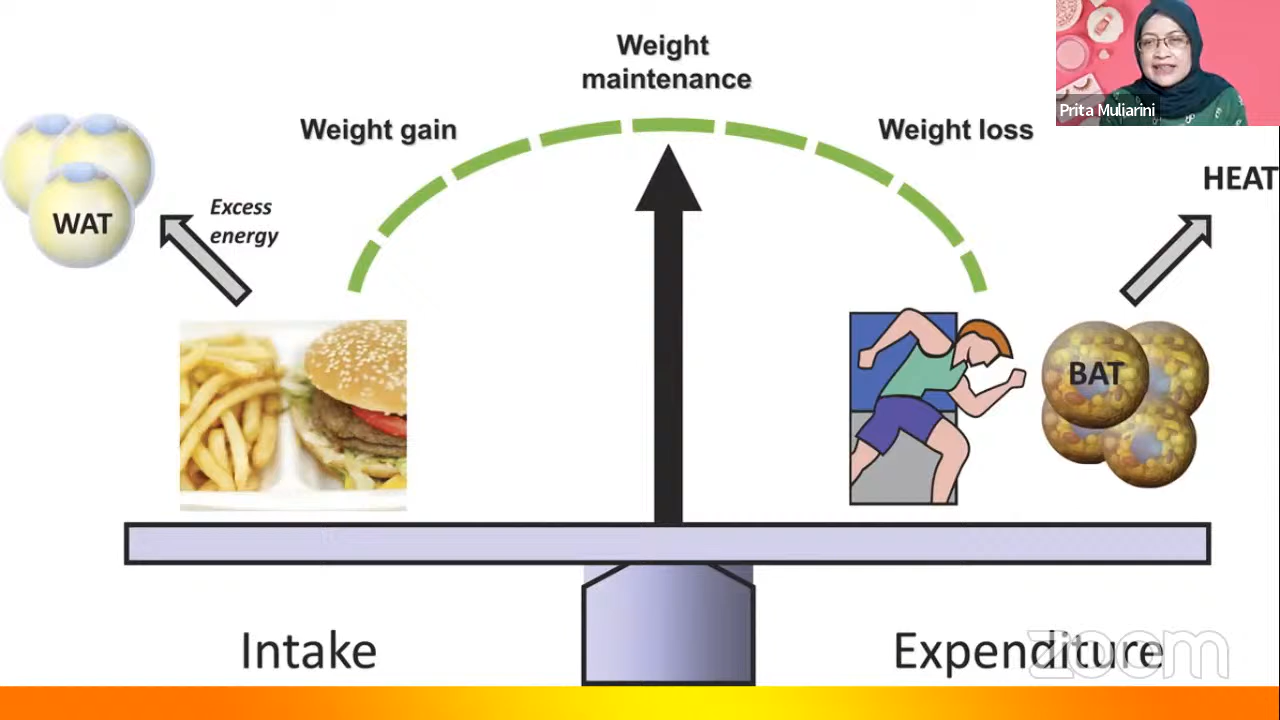 Weight
maintenance
Weight gain
Weight loss
Prita Muliarini
HEAT
WAT
Excess
energy
BAT
Intake
Expenditure
zoom